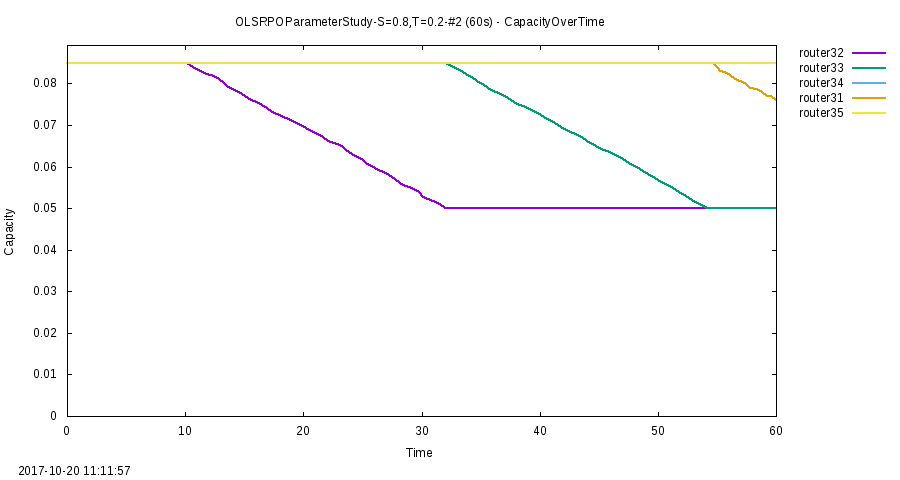 OLSRPOParameterStudy-S=0.8,T=0.2-#2 (60s) - CapacityOverTime
router32
router33
router34
router31
router35
0.08
0.07
0.06
0.05
0.04
0.03
0.02
0.01
0
Capacity
0 10 20 30 40 50 60
Time
2017-10-20 11:11:57